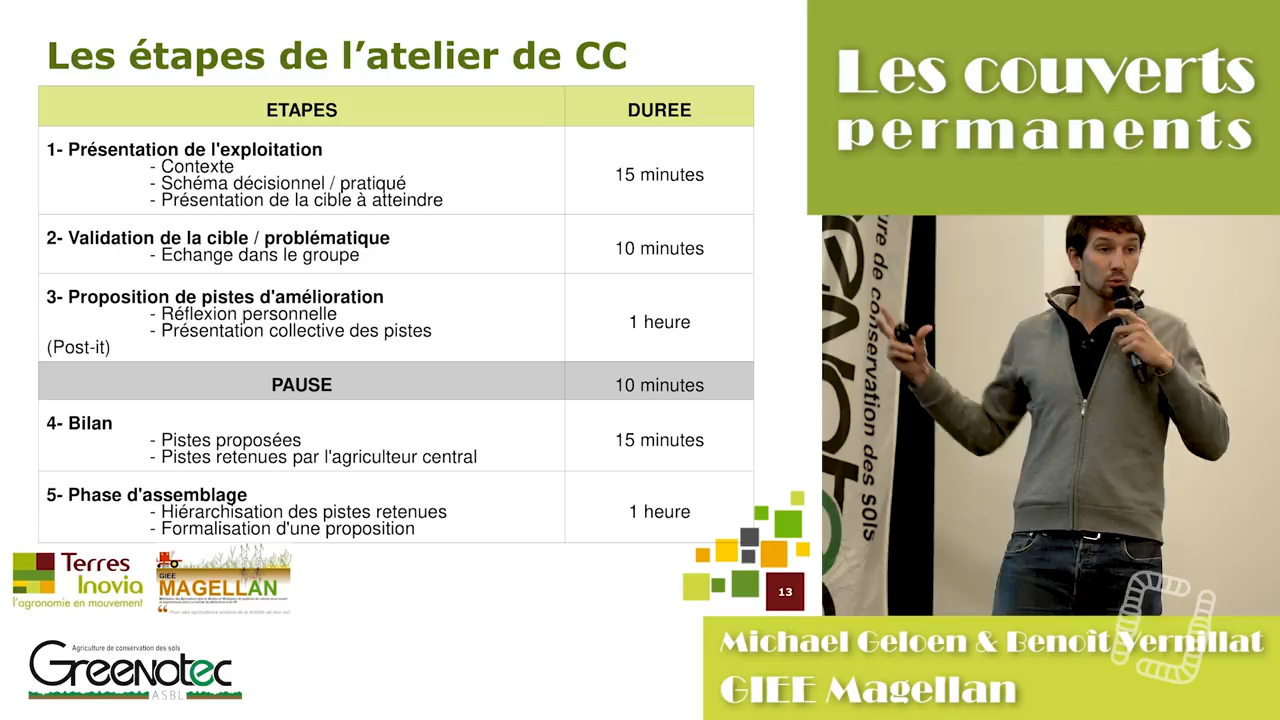 Les étapes de l’atelier de CC
ETAPES DUREE
1- Présentation de l'exploitation
- Contexte
- Schéma décisionnel / pratiqué
- Présentation de la cible à atteindre
15 minutes
2- Validation de la cible / problématique
- Echange dans le groupe
10 minutes
3- Proposition de pistes d'amélioration
- Réflexion personnelle
- Présentation collective des pistes
(Post-it)
1 heure
PAUSE 10 minutes
4- Bilan
- Pistes proposées
- Pistes retenues par l'agriculteur central
15 minutes
5- Phase d'assemblage
- Hiérarchisation des pistes retenues
- Formalisation d'une proposition
1 heure
13
Terres
Inovia
l’agronomie en mouvement
GIEE
MAGELLAN
Agriculture de conservation des sols
Greenotec
ASBL
Les couverts
permanents
ure de conservation des sols
Michael Geloen & Benoît Vernillat
GIEE Magellan